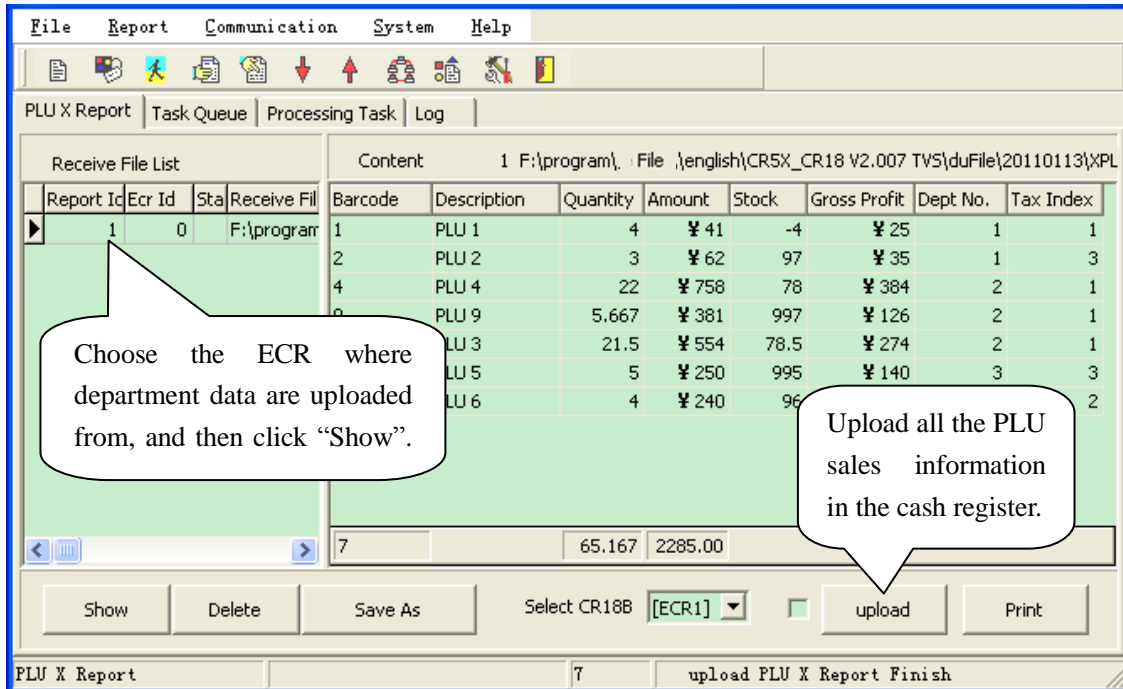 File Report Communication System Help
PLU X Report Task Queue Processing Task Log
Receive File List
Content 1 F:\program\. File .\english\CR5X_CR18 V2.007 TVS\duFile\20110113\XPL
Report Id Ecr Id Sta Receive Fil
Barcode Description Quantity Amount Stock Gross Profit Dept No. Tax Index
1 0 F:\program
1 PLU 1 4 ¥ 41 -4 ¥ 25 1 1
2 PLU 2 3 ¥ 62 97 ¥ 35 1 3
4 PLU 4 22 ¥ 758 78 ¥ 384 2 1
PLU 9 5.667 ¥ 381 997 ¥ 126 2 1
LU 3 21.5 ¥ 554 78.5 ¥ 274 2 1
LU 5 5 ¥ 250 995 ¥ 140 3 3
LU 6 4 ¥ 240 96 2
Choose the ECR where
department data are uploaded
from, and then click “Show”.
Upload all the PLU
sales information
in the cash register.
7 65.167 2285.00
Show Delete Save As Select CR18B [ECR1] upload Print
PLU X Report 7 upload PLU X Report Finish